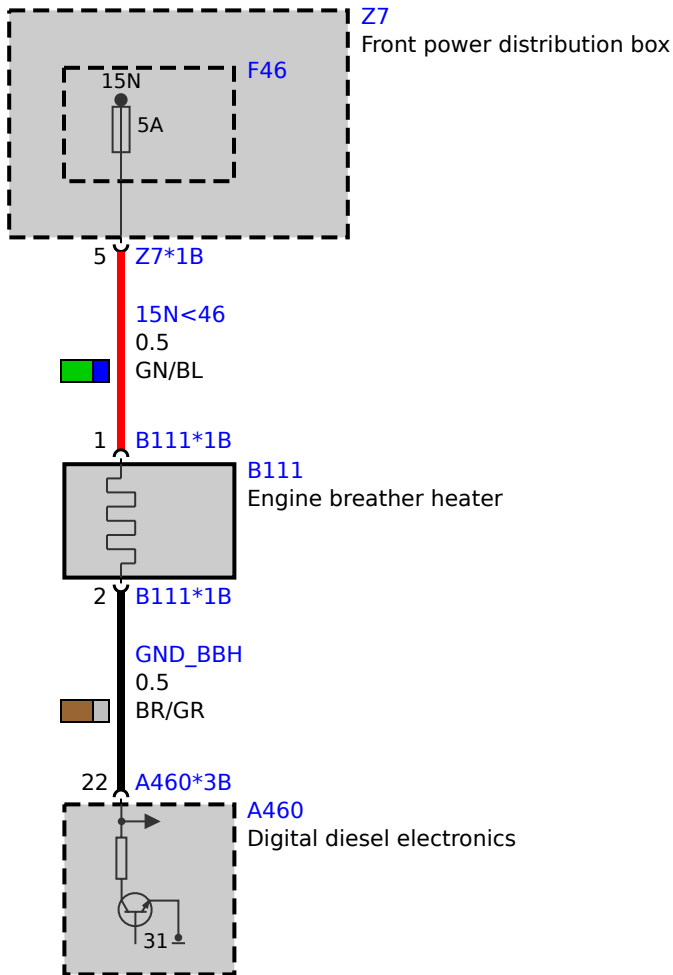 Z7
Front power distribution box
F46
15N
5A
5 Z7*1B
15N<46
0.5
GN/BL
1 B111*1B
B111
Engine breather heater
2 B111*1B
GND_BBH
0.5
BR/GR
22 A460*3B
A460
Digital diesel electronics
31